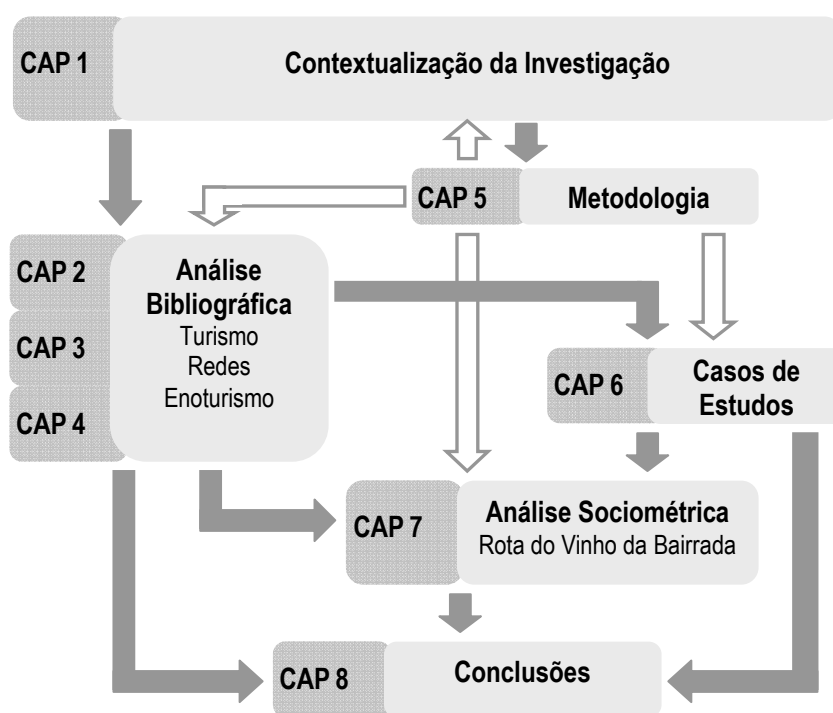 CAP 1
Contextualização da Investigação
CAP 5
Metodologia
CAP 2
CAP 3
CAP 4
Análise
Bibliográfica
Turismo
Redes
Enoturismo
CAP 6
Casos de
Estudos
CAP 7
Análise Sociométrica
Rota do Vinho da Bairrada
CAP 8
Conclusões